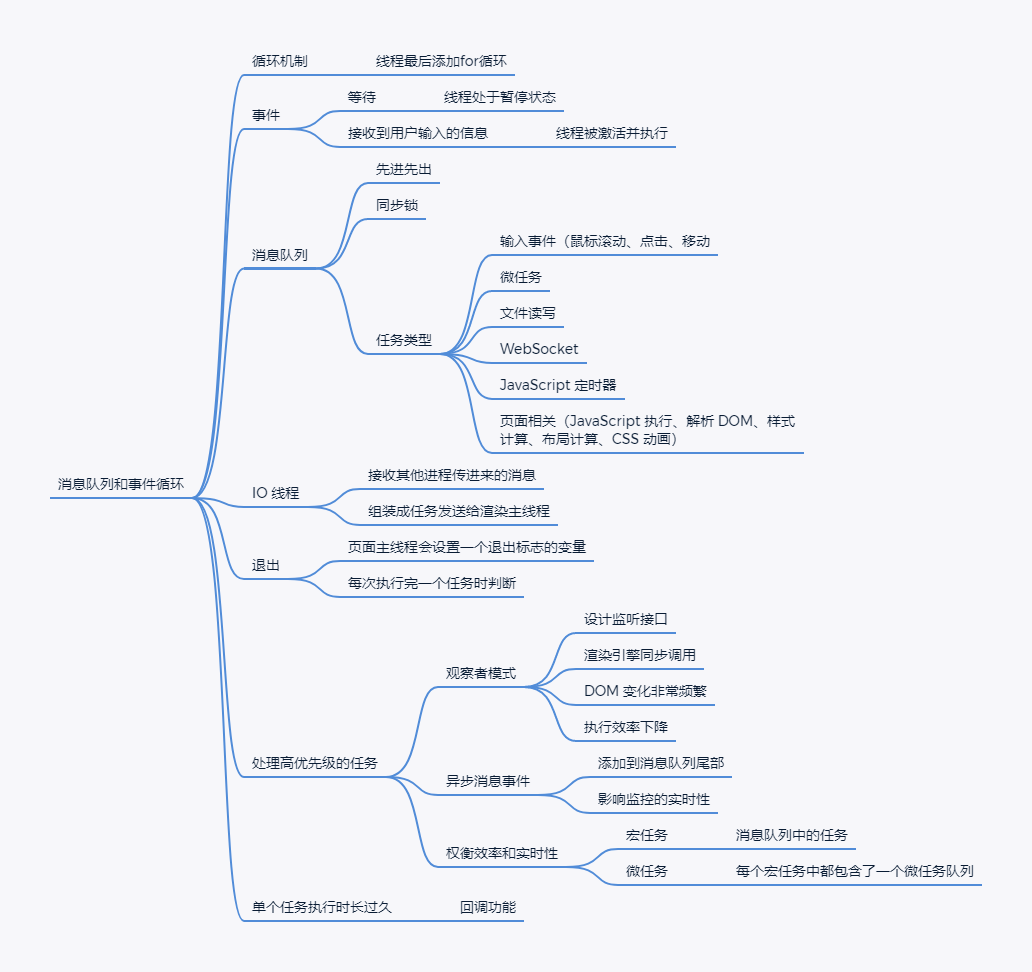 循环机制
线程最后添加for循环
事件
等待
线程处于暂停状态
接收到用户输入的信息
线程被激活并执行
消息队列
先进先出
同步锁
任务类型
输入事件（鼠标滚动、点击、移动
微任务
文件读写
WebSocket
JavaScript 定时器
页面相关（JavaScript 执行、解析 DOM、样式
计算、布局计算、CSS 动画）
消息队列和事件循环
IO 线程
接收其他进程传进来的消息
组装成任务发送给渲染主线程
退出
页面主线程会设置一个退出标志的变量
每次执行完一个任务时判断
处理高优先级的任务
观察者模式
设计监听接口
渲染引擎同步调用
DOM 变化非常频繁
执行效率下降
异步消息事件
添加到消息队列尾部
影响监控的实时性
权衡效率和实时性
宏任务
消息队列中的任务
微任务
每个宏任务中都包含了一个微任务队列
单个任务执行时长过久
回调功能